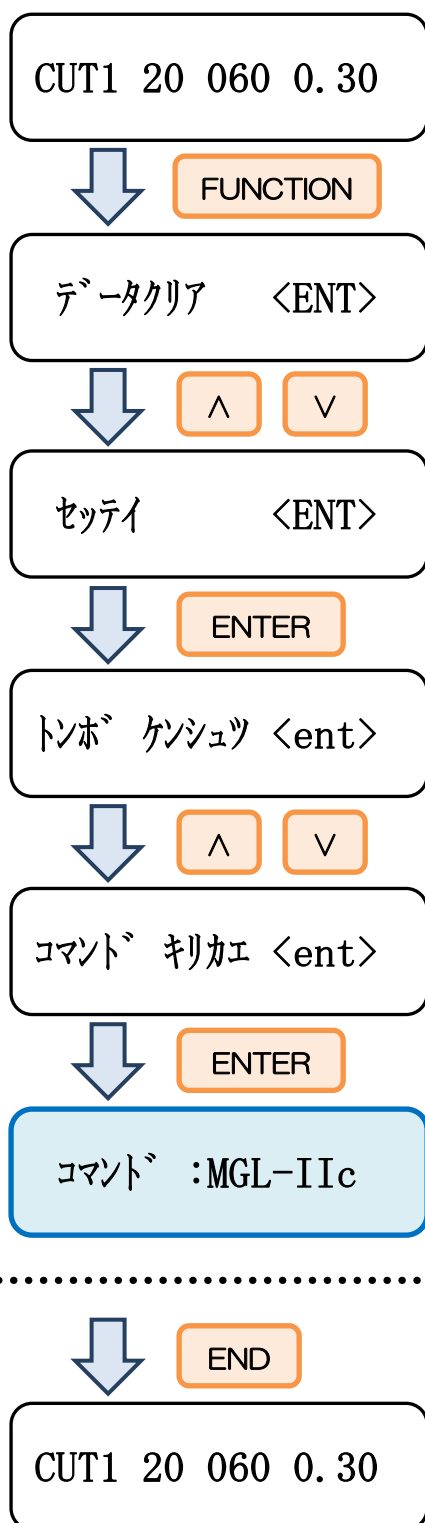 CUT1 20 060 0.30
FUNCTION
ﾃﾞｰﾀｸﾘｱ <ENT>
∧ ∨
ｾｯﾃｲ <ENT>
ENTER
ﾄﾝﾎﾞ ｹﾝｼｭﾂ <ent>
∧ ∨
ｺﾏﾝﾄﾞ ｷﾘｶｴ <ent>
ENTER
ｺﾏﾝﾄﾞ :MGL-IIc
END
CUT1 20 060 0.30